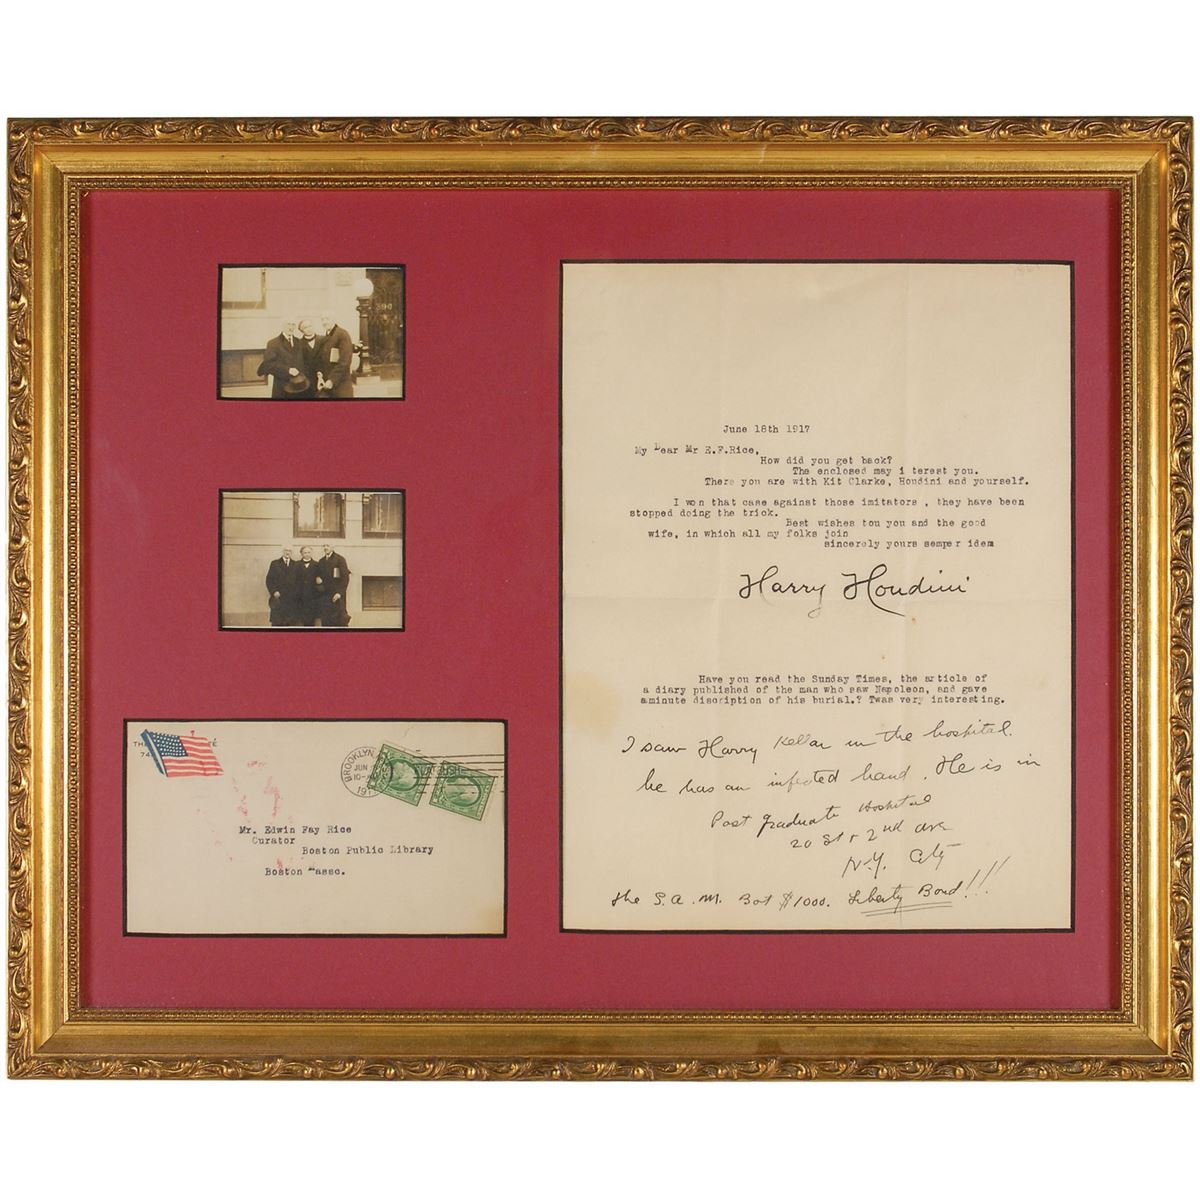 June 18th 1917
My Dear Mr E.F.Rice,
How did you get back?
The enclosed may i terest you.
There you are with Kit Clarke, Houdini and yourself.
I won that case against those imitators , they have been
stopped doing the trick.
Best wishes tou you and the good
wife, in which all my folks join
sincerely yours semper idem
Harry Houdini
Have you read the Sunday Times, the article of
a diary published of the man who saw Napoleon, and gave
aminute discription of his burial.? Twas very interesting.
I saw Harry Kellar in the hospital.
he has an infected hand. He is in
Post graduate Hospital
20 St + 2nd ave
N.Y. City
the S.A.M. Bot $1000. Liberty Bond!!!
BROOKLYN
JUN
10-
191
Mr. Edwin Fay Rice
Curator
Boston Public Library
Boston Massc.